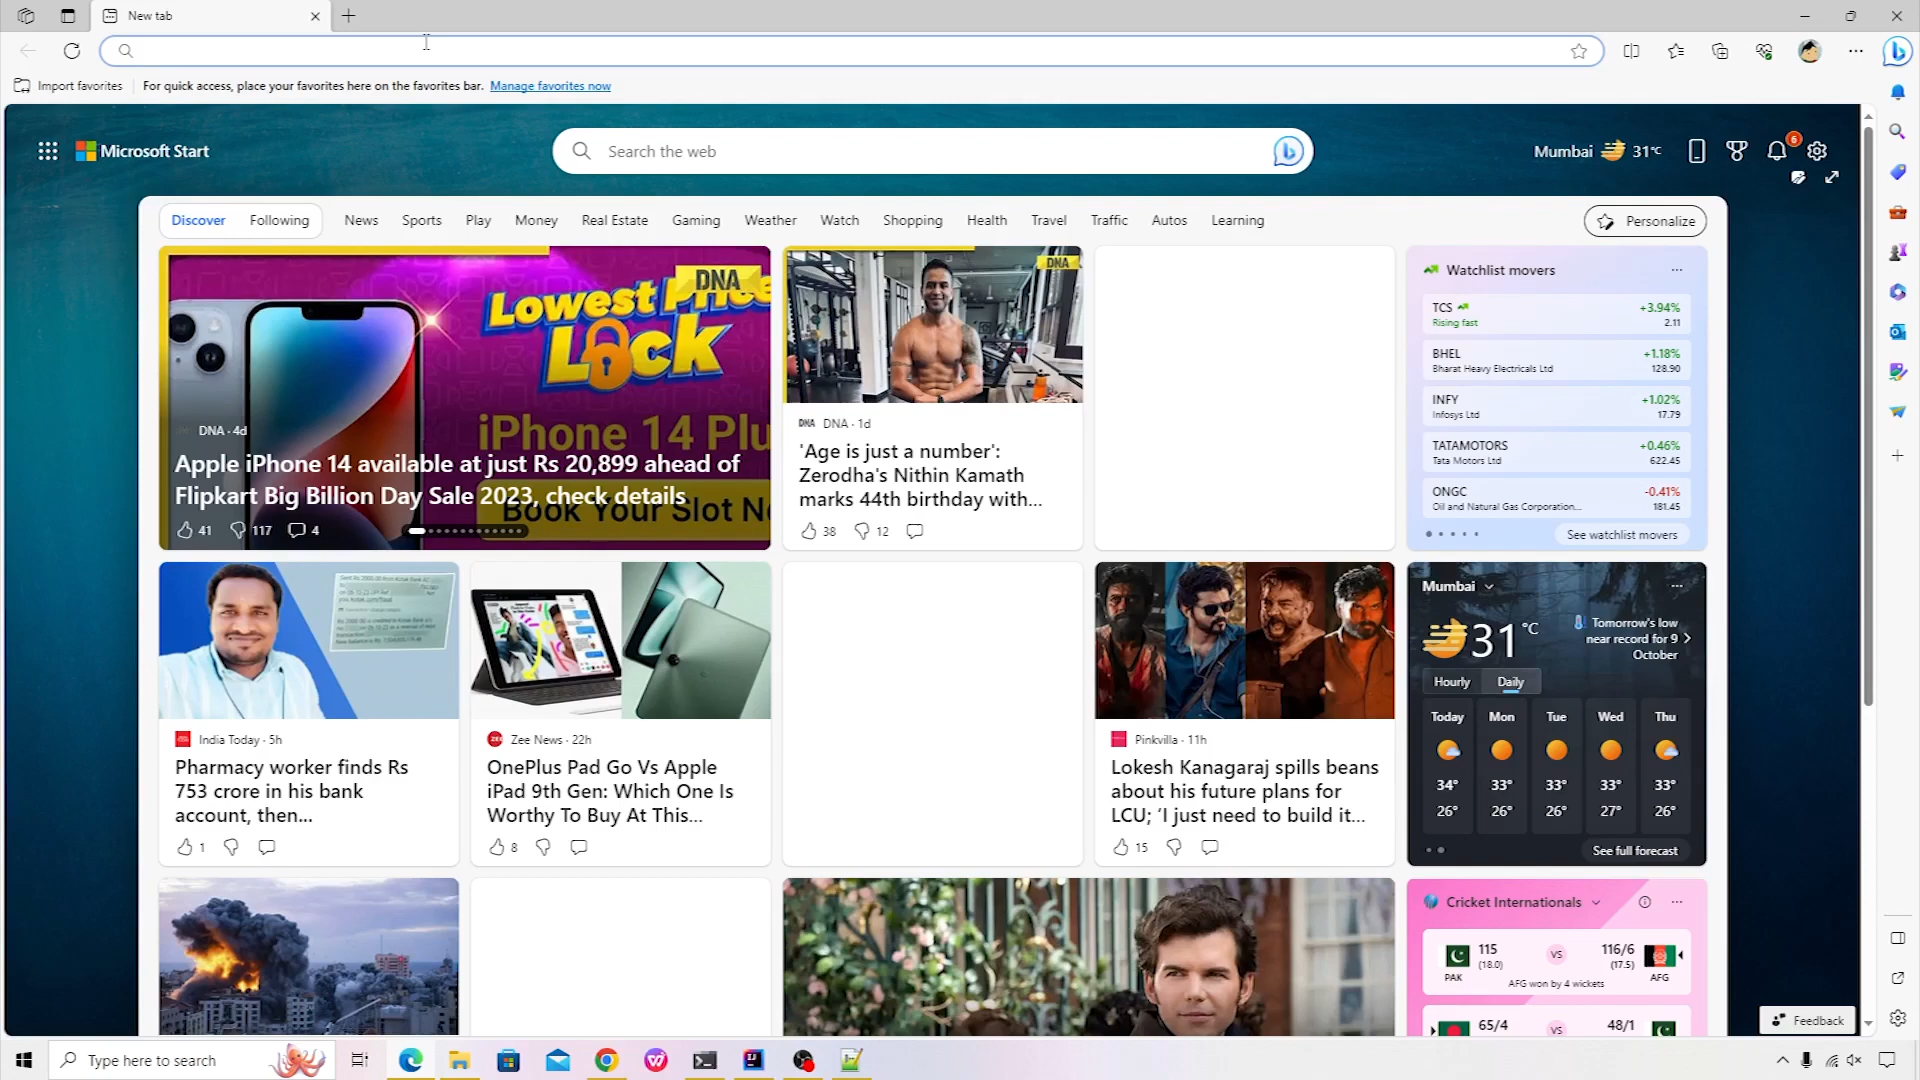 New tab
Import favorites
For quick access, place your favorites here on the favorites bar. Manage favorites now
Microsoft Start
Search the web
Mumbai 31°C
6
Discover Following News Sports Play Money Real Estate Gaming Weather Watch Shopping Health Travel Traffic Autos Learning
Personalize
DNA
Lowest Price
Lock
iPhone 14 Plu
Book Your Slot N
DNA · 4d
Apple iPhone 14 available at just Rs 20,899 ahead of
Flipkart Big Billion Day Sale 2023, check details
41 117 4
DNA
DNA DNA · 1d
'Age is just a number':
Zerodha's Nithin Kamath
marks 44th birthday with...
38 12
Watchlist movers
TCS +3.94%
Rising fast 2.11
BHEL +1.18%
Bharat Heavy Electricals Ltd 128.90
INFY +1.02%
Infosys Ltd 17.79
TATAMOTORS +0.46%
Tata Motors Ltd 622.45
ONGC -0.41%
Oil and Natural Gas Corporation... 181.45
See watchlist movers
India Today · 5h
Pharmacy worker finds Rs
753 crore in his bank
account, then...
1
Zee News · 22h
OnePlus Pad Go Vs Apple
iPad 9th Gen: Which One Is
Worthy To Buy At This...
8
Pinkvilla · 11h
Lokesh Kanagaraj spills beans
about his future plans for
LCU; 'I just need to build it...
15
Mumbai
31 °C
Tomorrow's low
near record for 9
October
Hourly Daily
Today Mon Tue Wed Thu
34° 33° 33° 33° 33°
26° 26° 26° 27° 26°
See full forecast
Cricket Internationals
115 VS 116/6
(18.0) (17.5)
PAK AFG
AFG won by 4 wickets
65/4 VS 48/1
Feedback
Type here to search